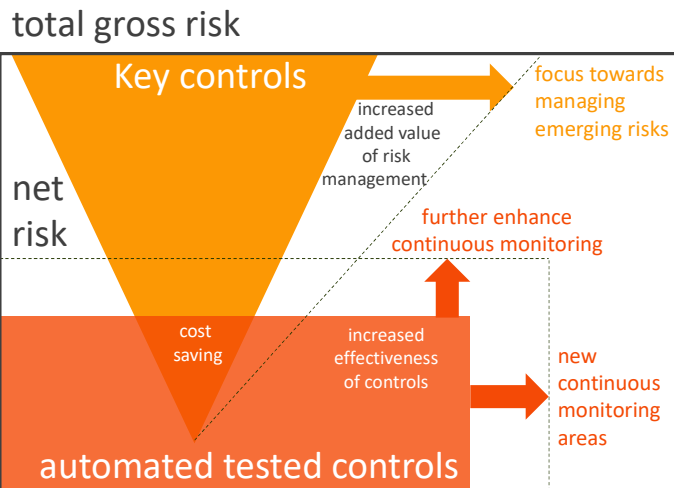 total gross risk
Key controls
focus towards
managing
emerging risks
increased
added value
of risk
management
net
risk
further enhance
continuous monitoring
cost
saving
increased
effectiveness
of controls
new
continuous
monitoring
areas
automated tested controls